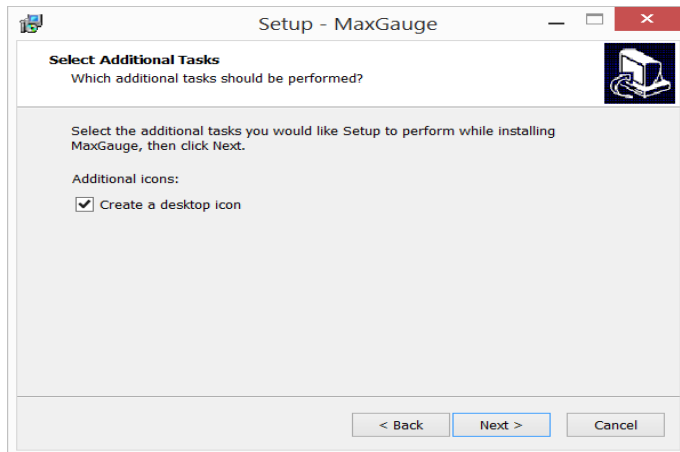 Setup - MaxGauge
Select Additional Tasks
Which additional tasks should be performed?
Select the additional tasks you would like Setup to perform while installing
MaxGauge, then click Next.
Additional icons:
Create a desktop icon
< Back
Next >
Cancel